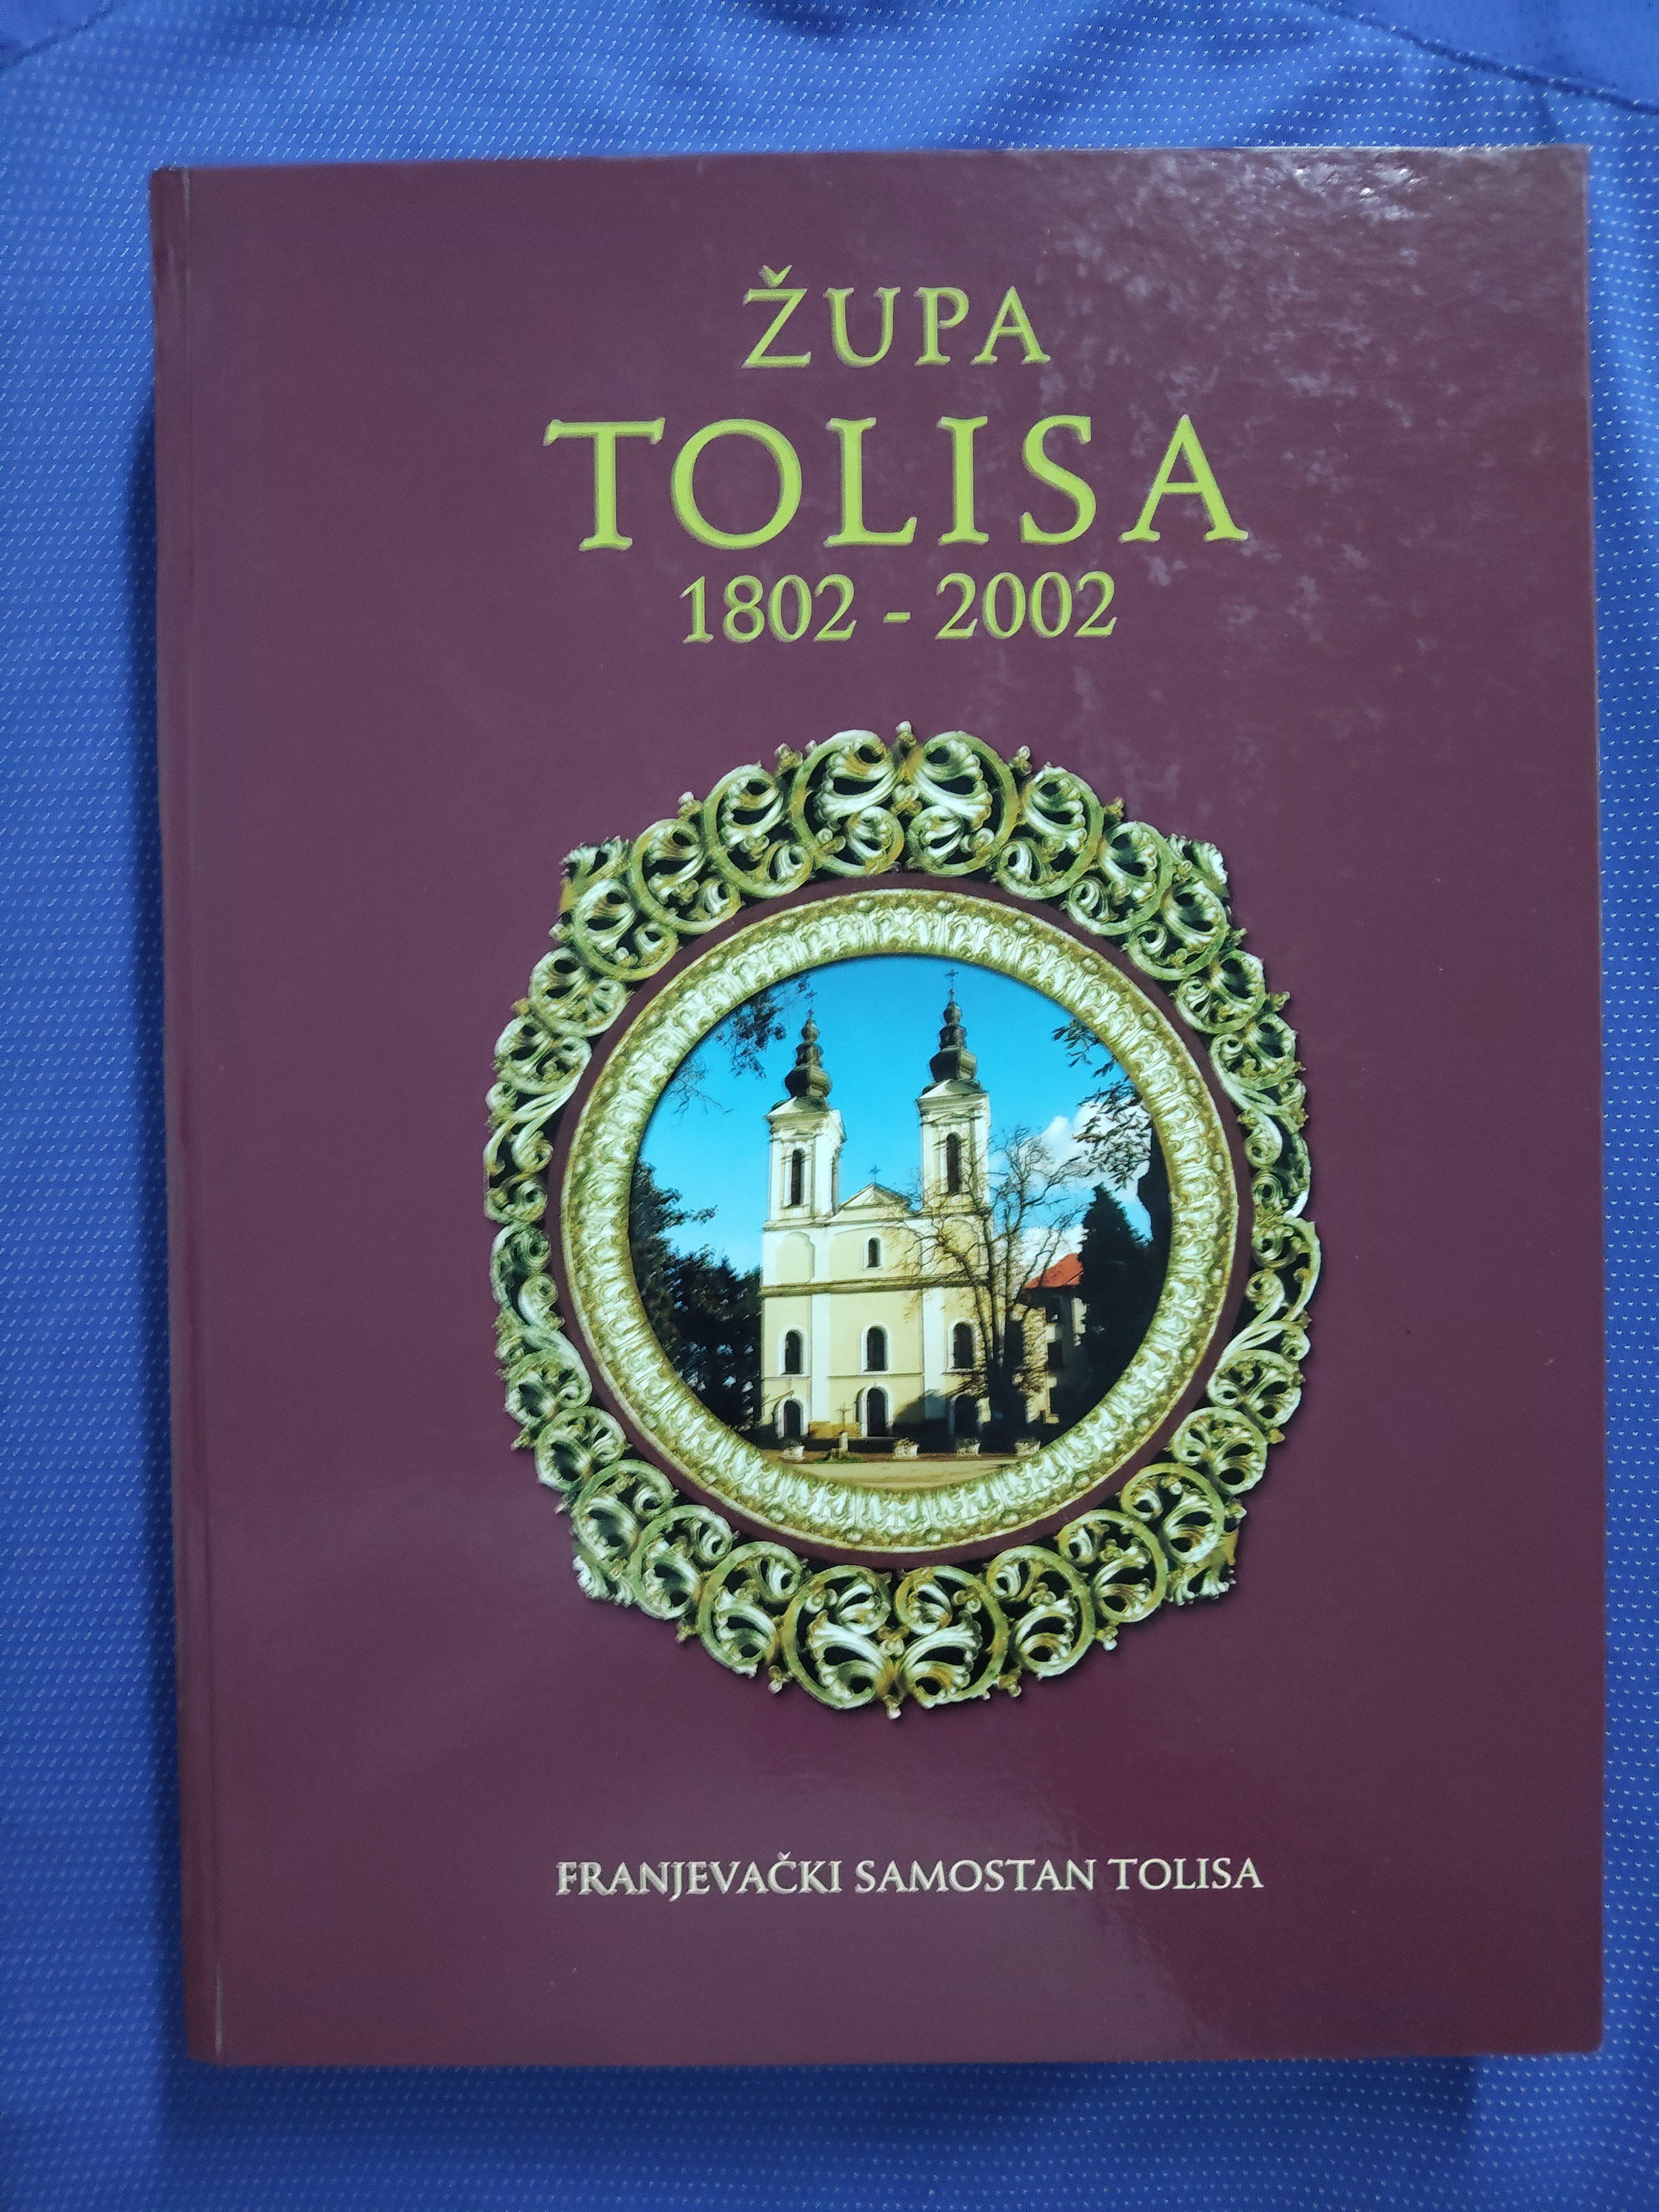 ŽUPA
TOLISA
1802 - 2002
FRANJEVAČKI SAMOSTAN TOLISA